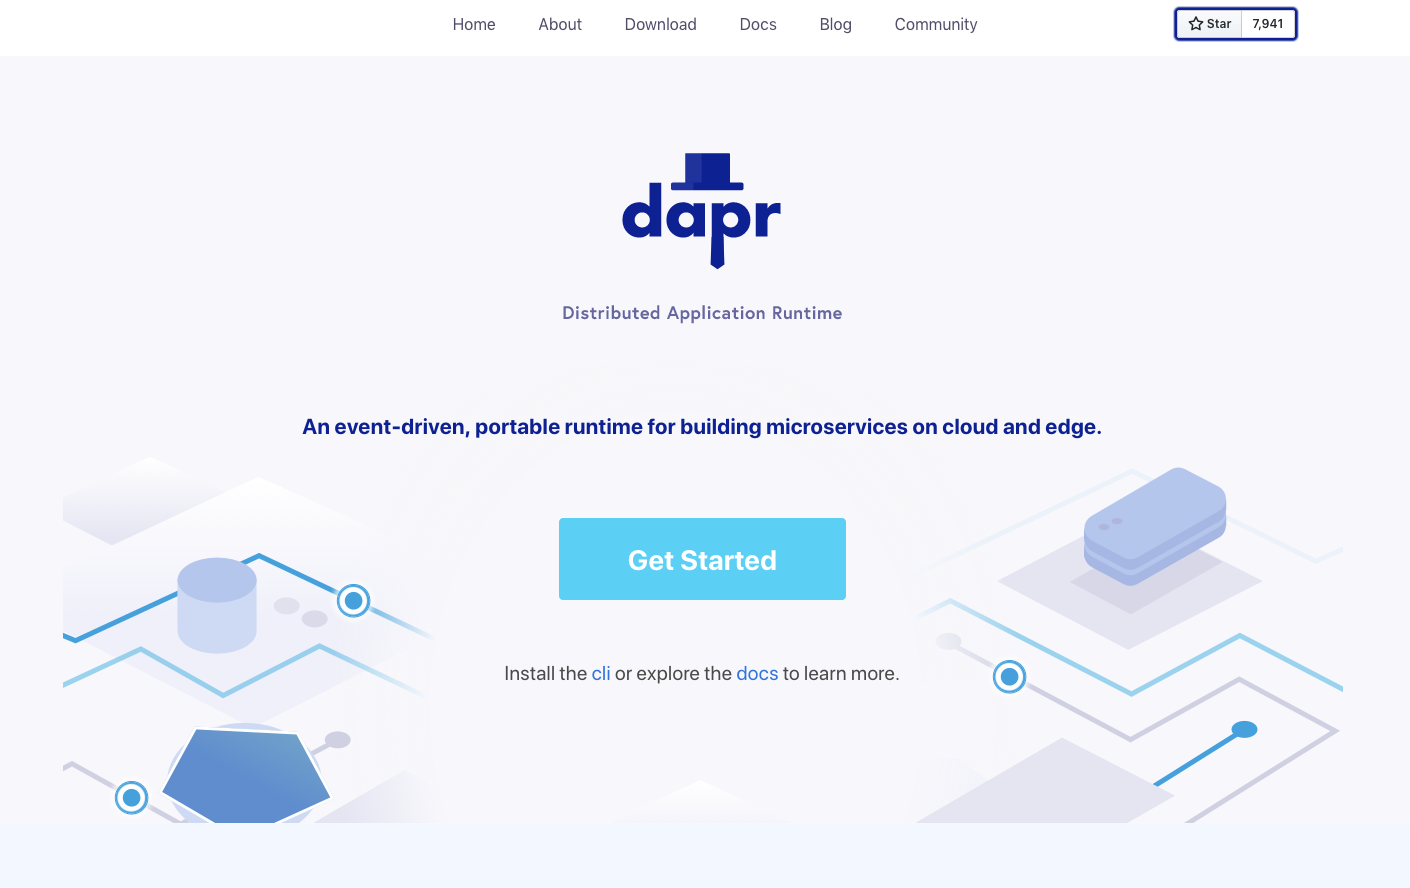 Home About Download Docs Blog Community Star 7,941
dapr
Distributed Application Runtime
An event-driven, portable runtime for building microservices on cloud and edge.
Get Started
Install the cli or explore the docs to learn more.